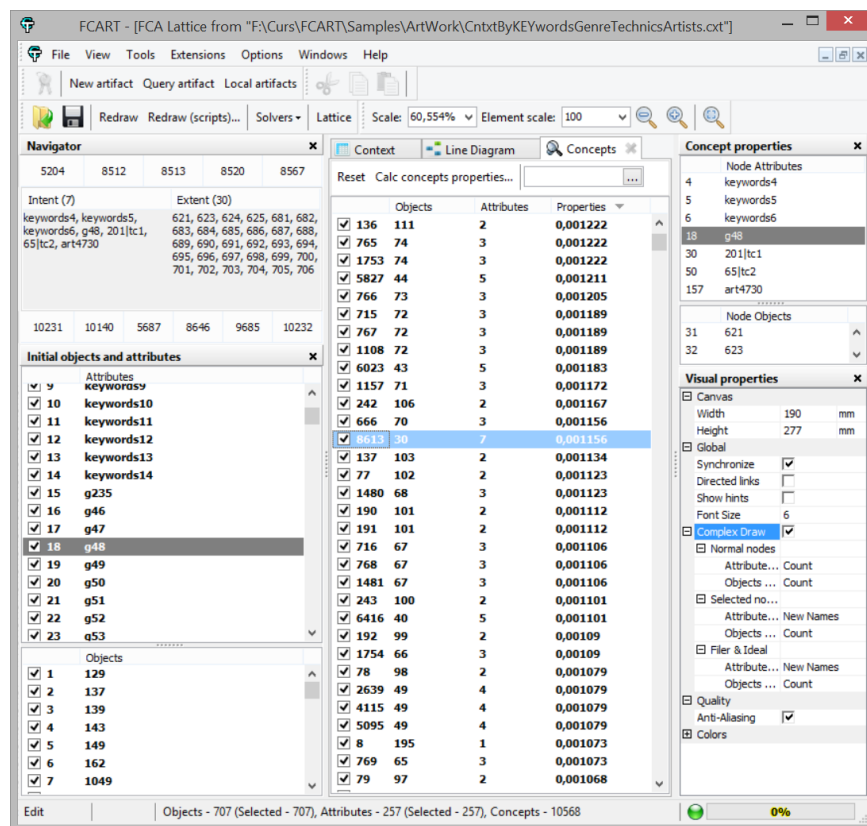 FCART - [FCA Lattice from "F:\Curs\FCART\Samples\ArtWork\CntxtByKEYwordsGenreTechnicsArtists.cxt"]
File View Tools Extensions Options Windows Help
New artifact Query artifact Local artifacts
Redraw Redraw (scripts)... Solvers Lattice Scale: 60,554% Element scale: 100
Navigator
5204 8512 8513 8520 8567
Intent (7) Extent (30)
keywords4, keywords5,
keywords6, g48, 201|tc1,
65|tc2, art4730
621, 623, 624, 625, 681, 682,
683, 684, 685, 686, 687, 688,
689, 690, 691, 692, 693, 694,
695, 696, 697, 698, 699, 700,
701, 702, 703, 704, 705, 706
10231 10140 5687 8646 9685 10232
Initial objects and attributes
Attributes
9 keywords9
10 keywords10
11 keywords11
12 keywords12
13 keywords13
14 keywords14
15 g235
16 g46
17 g47
18 g48
19 g49
20 g50
21 g51
22 g52
23 g53
Objects
1 129
2 137
3 139
4 143
5 149
6 162
7 1049
Context Line Diagram Concepts
Reset Calc concepts properties... ...
Objects Attributes Properties
136 111 2 0,001222
765 74 3 0,001222
1753 74 3 0,001222
5827 44 5 0,001211
766 73 3 0,001205
715 72 3 0,001189
767 72 3 0,001189
1108 72 3 0,001189
6023 43 5 0,001183
1157 71 3 0,001172
242 106 2 0,001167
666 70 3 0,001156
8613 30 7 0,001156
137 103 2 0,001134
77 102 2 0,001123
1480 68 3 0,001123
190 101 2 0,001112
191 101 2 0,001112
716 67 3 0,001106
768 67 3 0,001106
1481 67 3 0,001106
243 100 2 0,001101
6416 40 5 0,001101
192 99 2 0,00109
1754 66 3 0,00109
78 98 2 0,001079
2639 49 4 0,001079
4115 49 4 0,001079
5095 49 4 0,001079
8 195 1 0,001073
769 65 3 0,001073
79 97 2 0,001068
Concept properties
Node Attributes
4 keywords4
5 keywords5
6 keywords6
18 g48
30 201|tc1
50 65|tc2
157 art4730
Node Objects
31 621
32 623
Visual properties
Canvas
Width 190 mm
Height 277 mm
Global
Synchronize
Directed links
Show hints
Font Size 6
Complex Draw
Normal nodes
Attribute... Count
Objects ... Count
Selected no...
Attribute... New Names
Objects ... Count
Filer & Ideal
Attribute... New Names
Objects ... Count
Quality
Anti-Aliasing
Colors
Edit Objects - 707 (Selected - 707), Attributes - 257 (Selected - 257), Concepts - 10568 0%